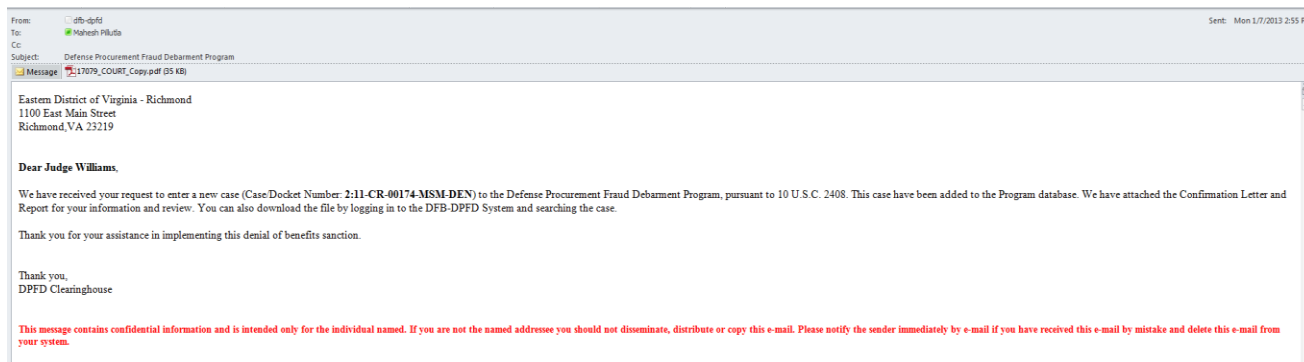 From: dfb-dpfd
Sent: Mon 1/7/2013 2:55 P
To: Mahesh Pillutla
Cc:
Subject: Defense Procurement Fraud Debarment Program
Message 17079_COURT_Copy.pdf (35 KB)
Eastern District of Virginia - Richmond
1100 East Main Street
Richmond,VA 23219
Dear Judge Williams,
We have received your request to enter a new case (Case/Docket Number: 2:11-CR-00174-MSM-DEN) to the Defense Procurement Fraud Debarment Program, pursuant to 10 U.S.C. 2408. This case have been added to the Program database. We have attached the Confirmation Letter and
Report for your information and review. You can also download the file by logging in to the DFB-DPFD System and searching the case.
Thank you for your assistance in implementing this denial of benefits sanction.
Thank you,
DPFD Clearinghouse
This message contains confidential information and is intended only for the individual named. If you are not the named addressee you should not disseminate, distribute or copy this e-mail. Please notify the sender immediately by e-mail if you have received this e-mail by mistake and delete this e-mail from
your system.